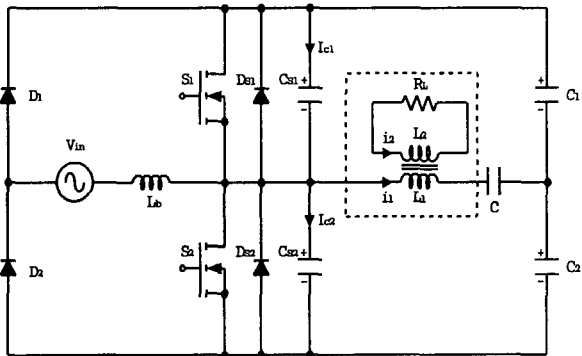 Ic1
S1
Ds1
Cs1
+
-
RL
D1
C1
+
-
Vin
i2
L2
Lb
i1
L1
C
Ic2
S2
Ds2
Cs2
+
-
D2
C2
+
-